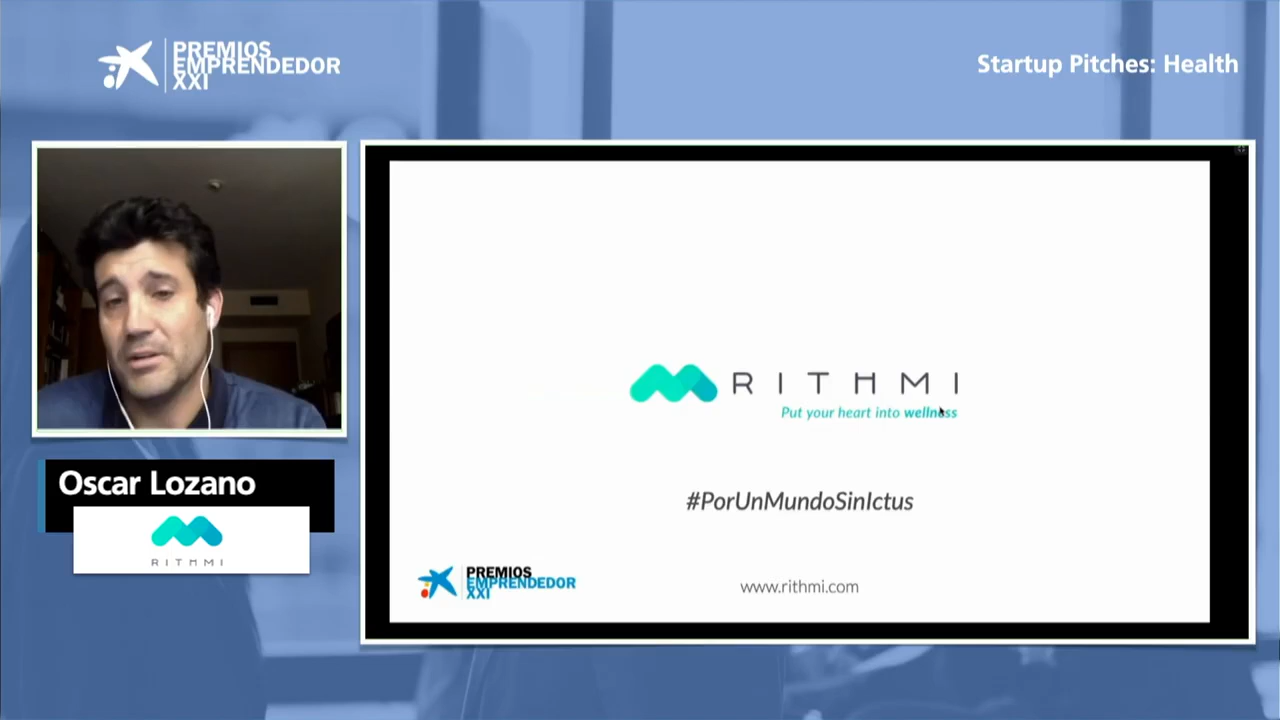 PREMIOS
EMPRENDEDOR
XXI
Startup Pitches: Health
RITHMI
Put your heart into wellness
#PorUnMundoSinIctus
PREMIOS
EMPRENDEDOR
XXI
www.rithmi.com
Oscar Lozano
RITHMI